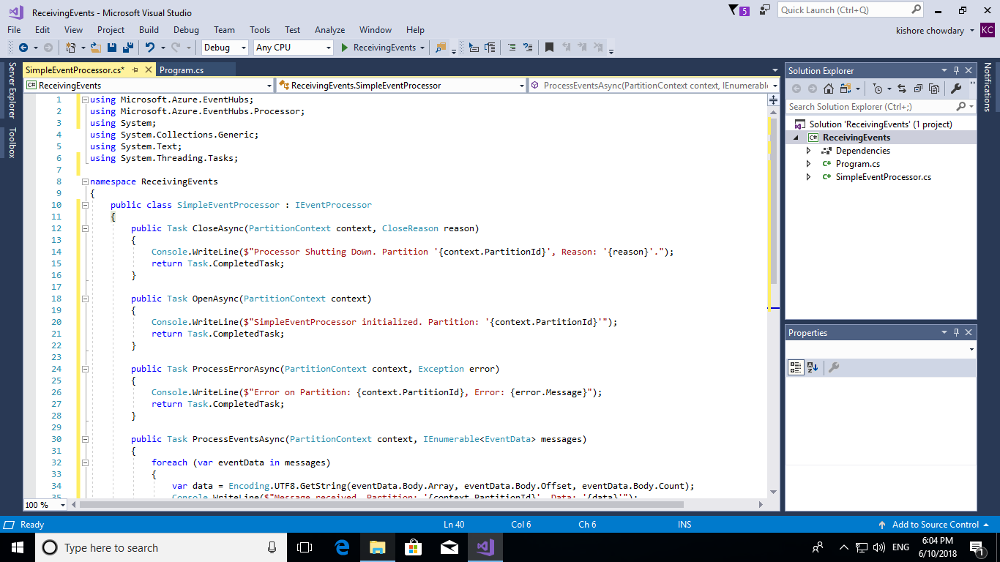 ReceivingEvents - Microsoft Visual Studio
5
Quick Launch (Ctrl+Q)
File Edit View Project Build Debug Team Tools Test Analyze Window Help
kishore chowdary KC
Debug Any CPU ReceivingEvents
Server Explorer
Toolbox
SimpleEventProcessor.cs* Program.cs
ReceivingEvents ReceivingEvents.SimpleEventProcessor ProcessEventsAsync(PartitionContext context, IEnumerable
1 using Microsoft.Azure.EventHubs;
2 using Microsoft.Azure.EventHubs.Processor;
3 using System;
4 using System.Collections.Generic;
5 using System.Text;
6 using System.Threading.Tasks;
7
8 namespace ReceivingEvents
9 {
10 public class SimpleEventProcessor : IEventProcessor
11 {
12 public Task CloseAsync(PartitionContext context, CloseReason reason)
13 {
14 Console.WriteLine($"Processor Shutting Down. Partition '{context.PartitionId}', Reason: '{reason}'.");
15 return Task.CompletedTask;
16 }
17
18 public Task OpenAsync(PartitionContext context)
19 {
20 Console.WriteLine($"SimpleEventProcessor initialized. Partition: '{context.PartitionId}'");
21 return Task.CompletedTask;
22 }
23
24 public Task ProcessErrorAsync(PartitionContext context, Exception error)
25 {
26 Console.WriteLine($"Error on Partition: {context.PartitionId}, Error: {error.Message}");
27 return Task.CompletedTask;
28 }
29
30 public Task ProcessEventsAsync(PartitionContext context, IEnumerable<EventData> messages)
31 {
32 foreach (var eventData in messages)
33 {
34 var data = Encoding.UTF8.GetString(eventData.Body.Array, eventData.Body.Offset, eventData.Body.Count);
35 Console.WriteLine($"Message received. Partition: '{context.PartitionId}', Data: '{data}'");
100 %
Solution Explorer
Search Solution Explorer (Ctrl+;)
Solution 'ReceivingEvents' (1 project)
C# ReceivingEvents
Dependencies
C# Program.cs
C# SimpleEventProcessor.cs
Properties
Notifications
Ready Ln 40 Col 6 Ch 6 INS Add to Source Control
Type here to search
ENG
6:04 PM
6/10/2018
1